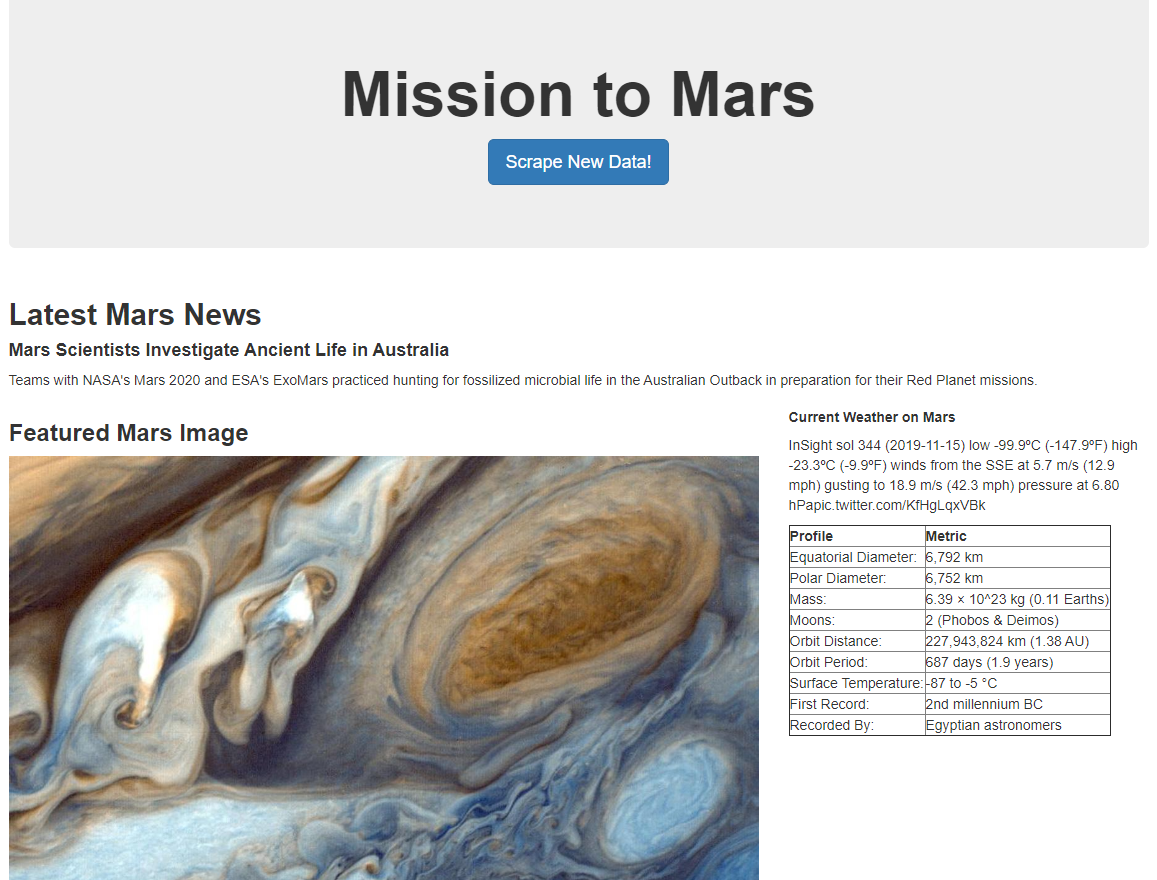 Mission to Mars
Scrape New Data!
Latest Mars News
Mars Scientists Investigate Ancient Life in Australia
Teams with NASA's Mars 2020 and ESA's ExoMars practiced hunting for fossilized microbial life in the Australian Outback in preparation for their Red Planet missions.
Featured Mars Image
Current Weather on Mars
InSight sol 344 (2019-11-15) low -99.9ºC (-147.9ºF) high
-23.3ºC (-9.9ºF) winds from the SSE at 5.7 m/s (12.9
mph) gusting to 18.9 m/s (42.3 mph) pressure at 6.80
hPapic.twitter.com/KfHgLqxVBk
Profile Metric
Equatorial Diameter: 6,792 km
Polar Diameter: 6,752 km
Mass: 6.39 × 10^23 kg (0.11 Earths)
Moons: 2 (Phobos & Deimos)
Orbit Distance: 227,943,824 km (1.38 AU)
Orbit Period: 687 days (1.9 years)
Surface Temperature: -87 to -5 °C
First Record: 2nd millennium BC
Recorded By: Egyptian astronomers